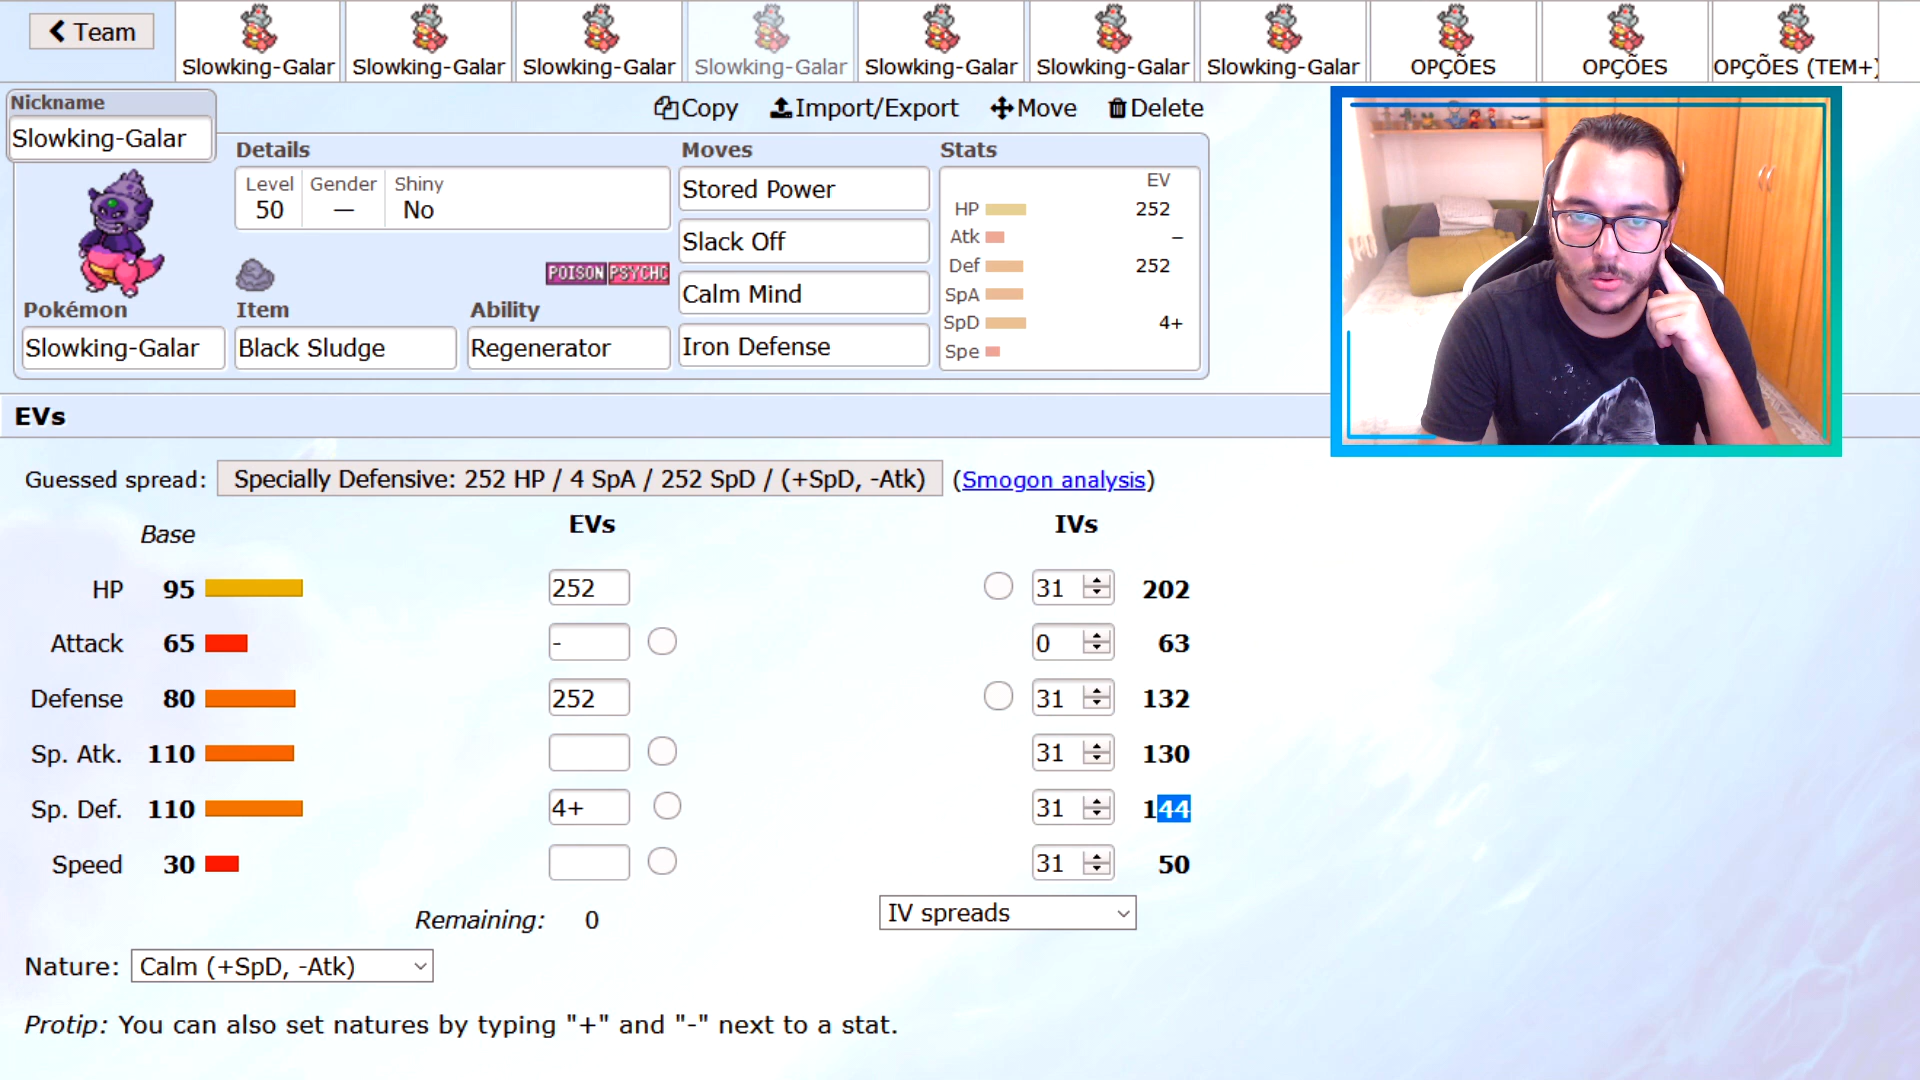 Team
Slowking-Galar
Slowking-Galar
Slowking-Galar
Slowking-Galar
Slowking-Galar
Slowking-Galar
Slowking-Galar
OPÇÕES
OPÇÕES
OPÇÕES (TEM+)
Nickname
Slowking-Galar
Copy
Import/Export
Move
Delete
Details
Level
Gender
Shiny
50
—
No
POISON PSYCHC
Pokémon
Item
Ability
Slowking-Galar
Black Sludge
Regenerator
Moves
Stored Power
Slack Off
Calm Mind
Iron Defense
Stats
EV
HP 252
Atk –
Def 252
SpA
SpD 4+
Spe
EVs
Guessed spread: Specially Defensive: 252 HP / 4 SpA / 252 SpD / (+SpD, -Atk) (Smogon analysis)
Base EVs IVs
HP 95 252 31 202
Attack 65 - 0 63
Defense 80 252 31 132
Sp. Atk. 110 31 130
Sp. Def. 110 4+ 31 144
Speed 30 31 50
Remaining: 0
IV spreads
Nature: Calm (+SpD, -Atk)
Protip: You can also set natures by typing "+" and "-" next to a stat.